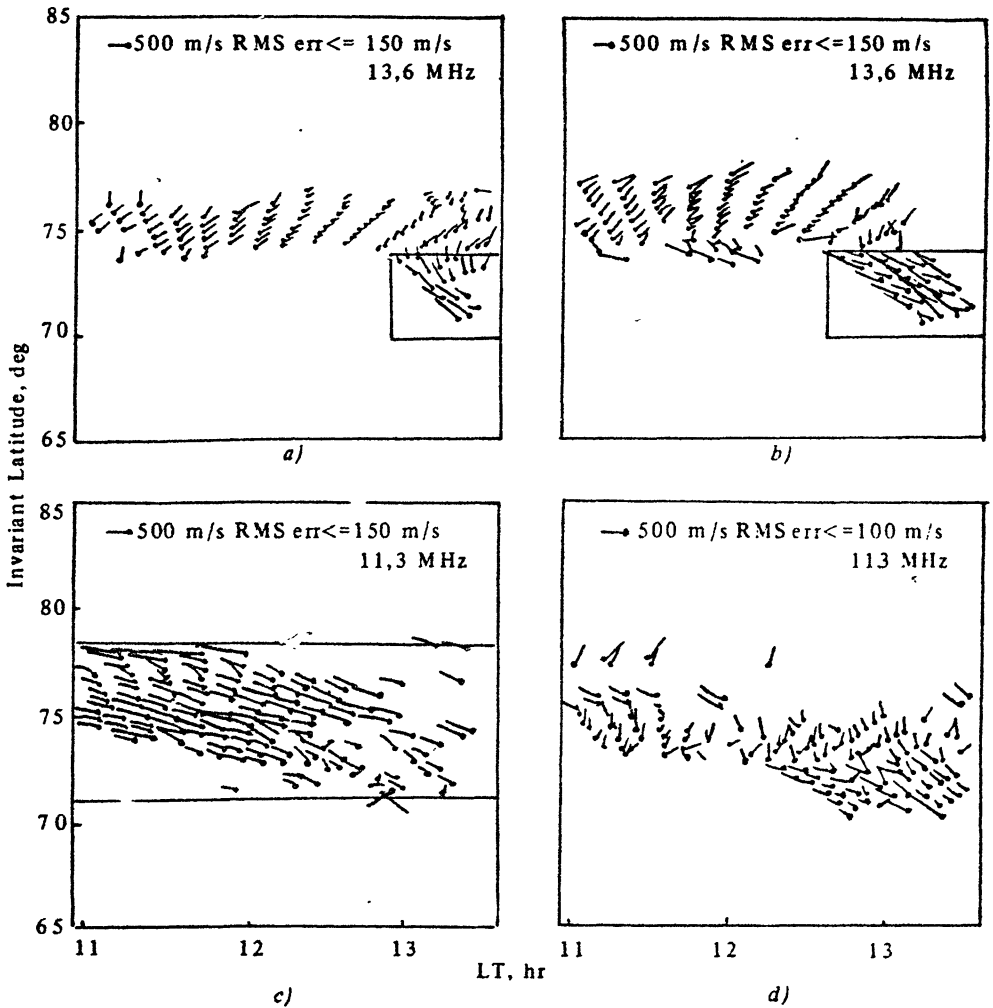 85
80
75
70
65
500 m/s RMS err<= 150 m/s
13,6 MHz
a)
500 m/s RMS err<=150 m/s
13,6 MHz
b)
Invariant Latitude, deg
85
80
75
70
65
500 m/s RMS err<=150 m/s
11,3 MHz
11
12
13
c)
500 m/s RMS err<=100 m/s
113 MHz
11
12
13
d)
LT, hr